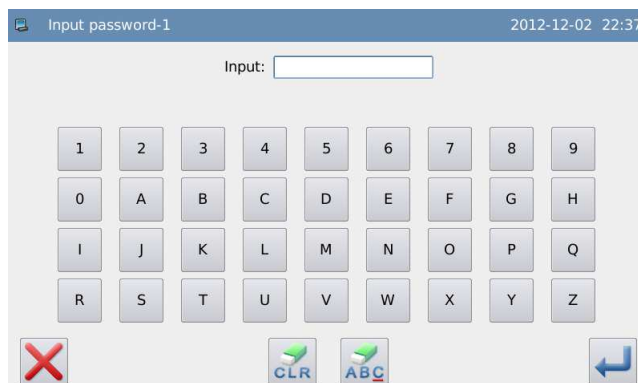 Input password-1 2012-12-02 22:37
Input:
1 2 3 4 5 6 7 8 9
0 A B C D E F G H
I J K L M N O P Q
R S T U V W X Y Z
CLR ABC